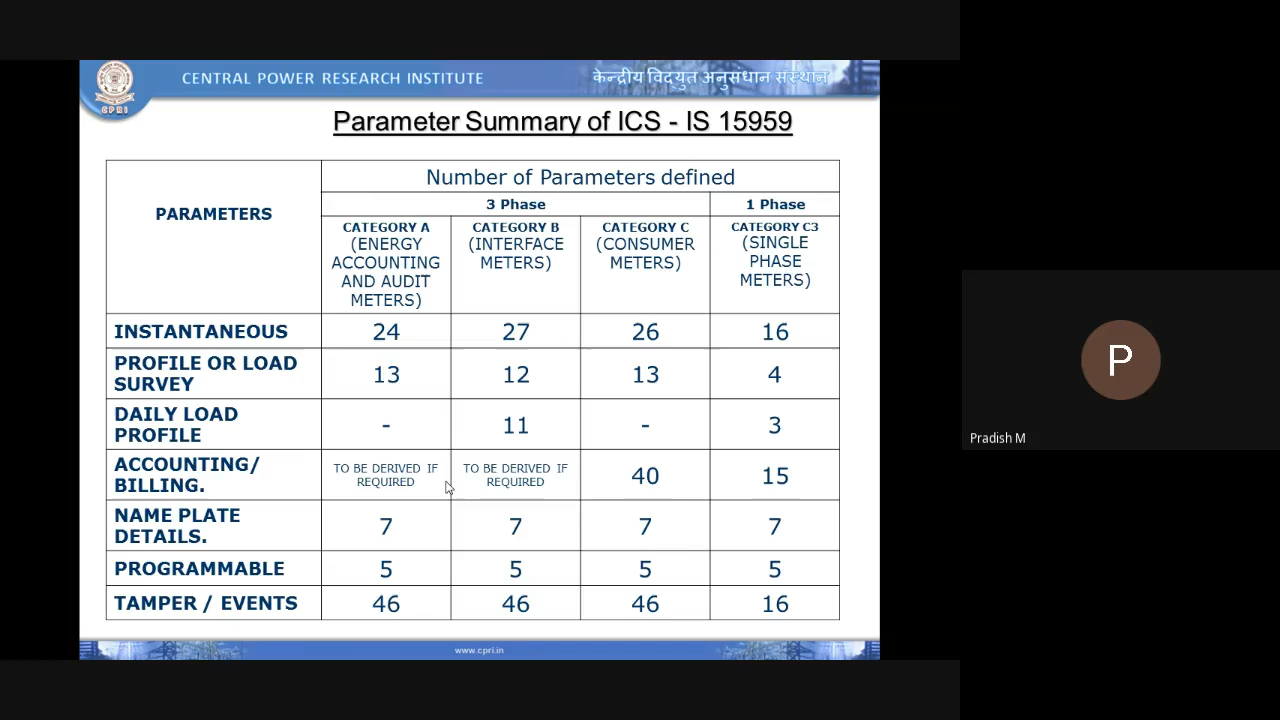 CENTRAL POWER RESEARCH INSTITUTE
केन्द्रीय विद्युत अनुसंधान संस्थान
CPRI
Parameter Summary of ICS - IS 15959
PARAMETERS
Number of Parameters defined
3 Phase
1 Phase
CATEGORY A
(ENERGY
ACCOUNTING
AND AUDIT
METERS)
CATEGORY B
(INTERFACE
METERS)
CATEGORY C
(CONSUMER
METERS)
CATEGORY C3
(SINGLE
PHASE
METERS)
INSTANTANEOUS
24
27
26
16
PROFILE OR LOAD
SURVEY
13
12
13
4
DAILY LOAD
PROFILE
-
11
-
3
ACCOUNTING/
BILLING.
TO BE DERIVED IF
REQUIRED
TO BE DERIVED IF
REQUIRED
40
15
NAME PLATE
DETAILS.
7
7
7
7
PROGRAMMABLE
5
5
5
5
TAMPER / EVENTS
46
46
46
16
www.cpri.in
P
Pradish M